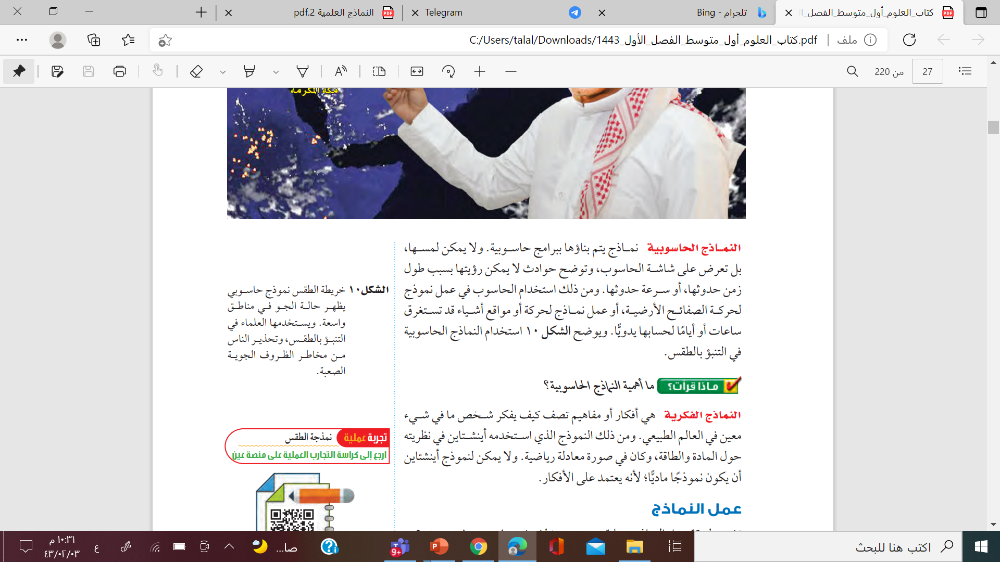 كتاب_العلوم_أول_متوسط_الفصل_ال
تلجرام - Bing
Telegram
النماذج العلمية 2.pdf
ملف
C:/Users/talal/Downloads/كتاب_العلوم_أول_متوسط_الفصل_الأول_1443.pdf
27
من 220
مكة المكرمة
النماذج الحاسوبية نماذج يتم بناؤها ببرامج حاسوبية. ولا يمكن لمسها،
بل تعرض على شاشة الحاسوب، وتوضح حوادث لا يمكن رؤيتها بسبب طول
زمن حدوثها، أو سرعة حدوثها. ومن ذلك استخدام الحاسوب في عمل نموذج
لحركة الصفائح الأرضية، أو عمل نماذج لحركة أو مواقع أشياء قد تستغرق
ساعات أو أيامًا لحسابها يدويًّا. ويوضح الشكل ١٠ استخدام النماذج الحاسوبية
في التنبؤ بالطقس.
ماذا قرأت؟ ما أهمية النماذج الحاسوبية؟
النماذج الفكرية هي أفكار أو مفاهيم تصف كيف يفكر شخص ما في شيء
معين في العالم الطبيعي. ومن ذلك النموذج الذي استخدمه أينشتاين في نظريته
حول المادة والطاقة، وكان في صورة معادلة رياضية. ولا يمكن لنموذج أينشتاين
أن يكون نموذجًا ماديًّا؛ لأنه يعتمد على الأفكار.
عمل النماذج
الشكل ١٠ خريطة الطقس نموذج حاسوبي
يظهر حالة الجو في مناطق
واسعة. ويستخدمها العلماء في
التنبؤ بالطقس، وتحذير الناس
من مخاطر الظروف الجوية
الصعبة.
تجربة عملية نمذجة الطقس
ارجع إلى كراسة التجارب العملية على منصة عين
اكتب هنا للبحث
9+
صا...
ع
١٠:٣١ م
٤٣/٠٢/٠٣